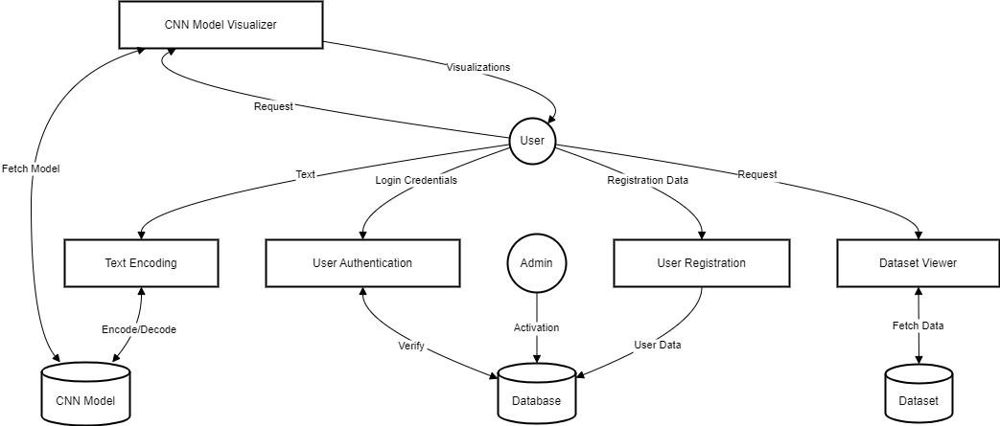 CNN Model Visualizer
Visualizations
Request
User
Fetch Model
Text
Login Credentials
Registration Data
Request
Text Encoding
User Authentication
Admin
User Registration
Dataset Viewer
Encode/Decode
Verify
Activation
User Data
Fetch Data
CNN Model
Database
Dataset